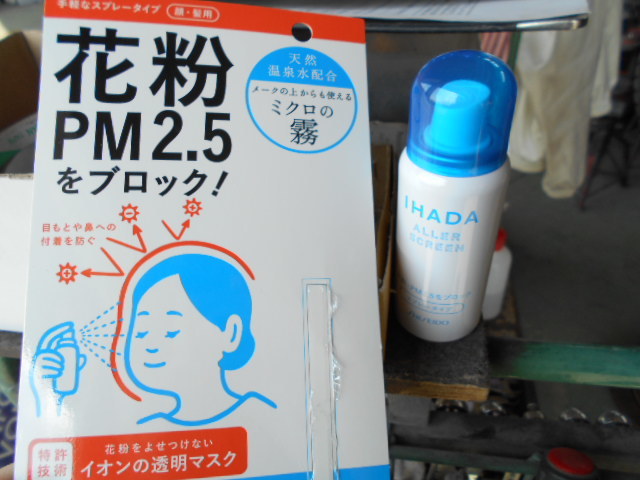 手軽なスプレータイプ 顔・髪用
花粉
PM2.5
をブロック!
天然
温泉水配合
メークの上からも使える
ミクロの
霧
目もとや鼻への
付着を防ぐ
特許
技術
花粉をよせつけない
イオンの透明マスク
IHADA
ALLER
SCREEN